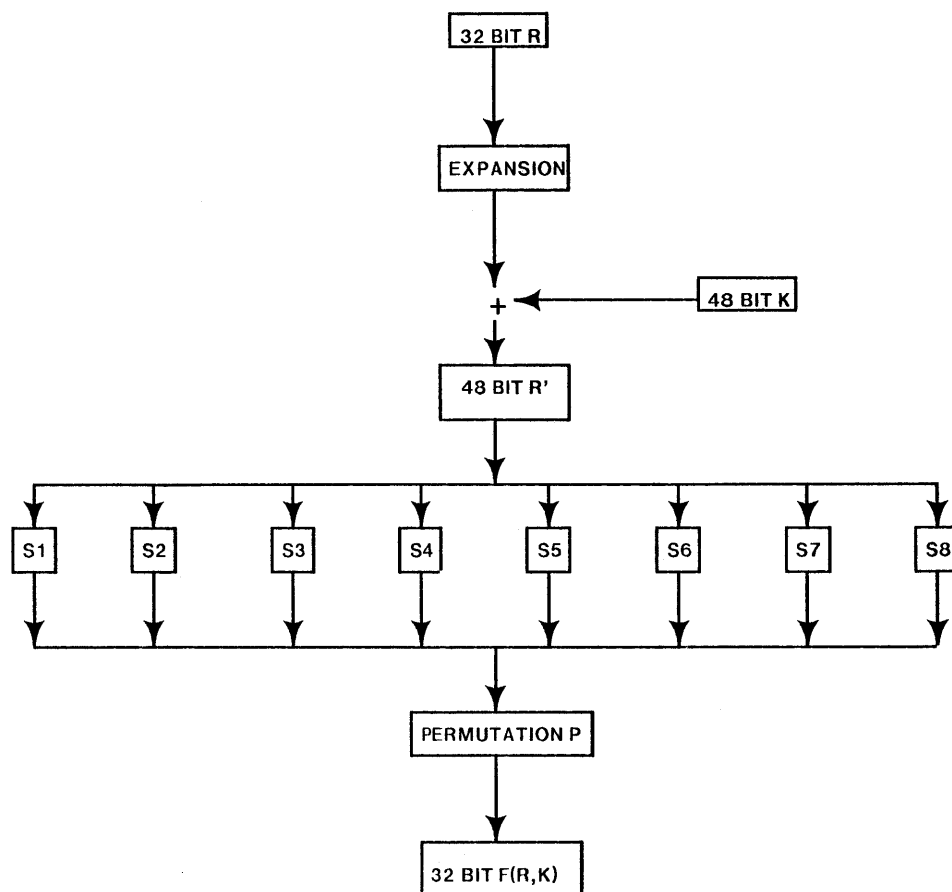 32 BIT R
EXPANSION
+
48 BIT K
48 BIT R'
S1 S2 S3 S4 S5 S6 S7 S8
PERMUTATION P
32 BIT F(R,K)